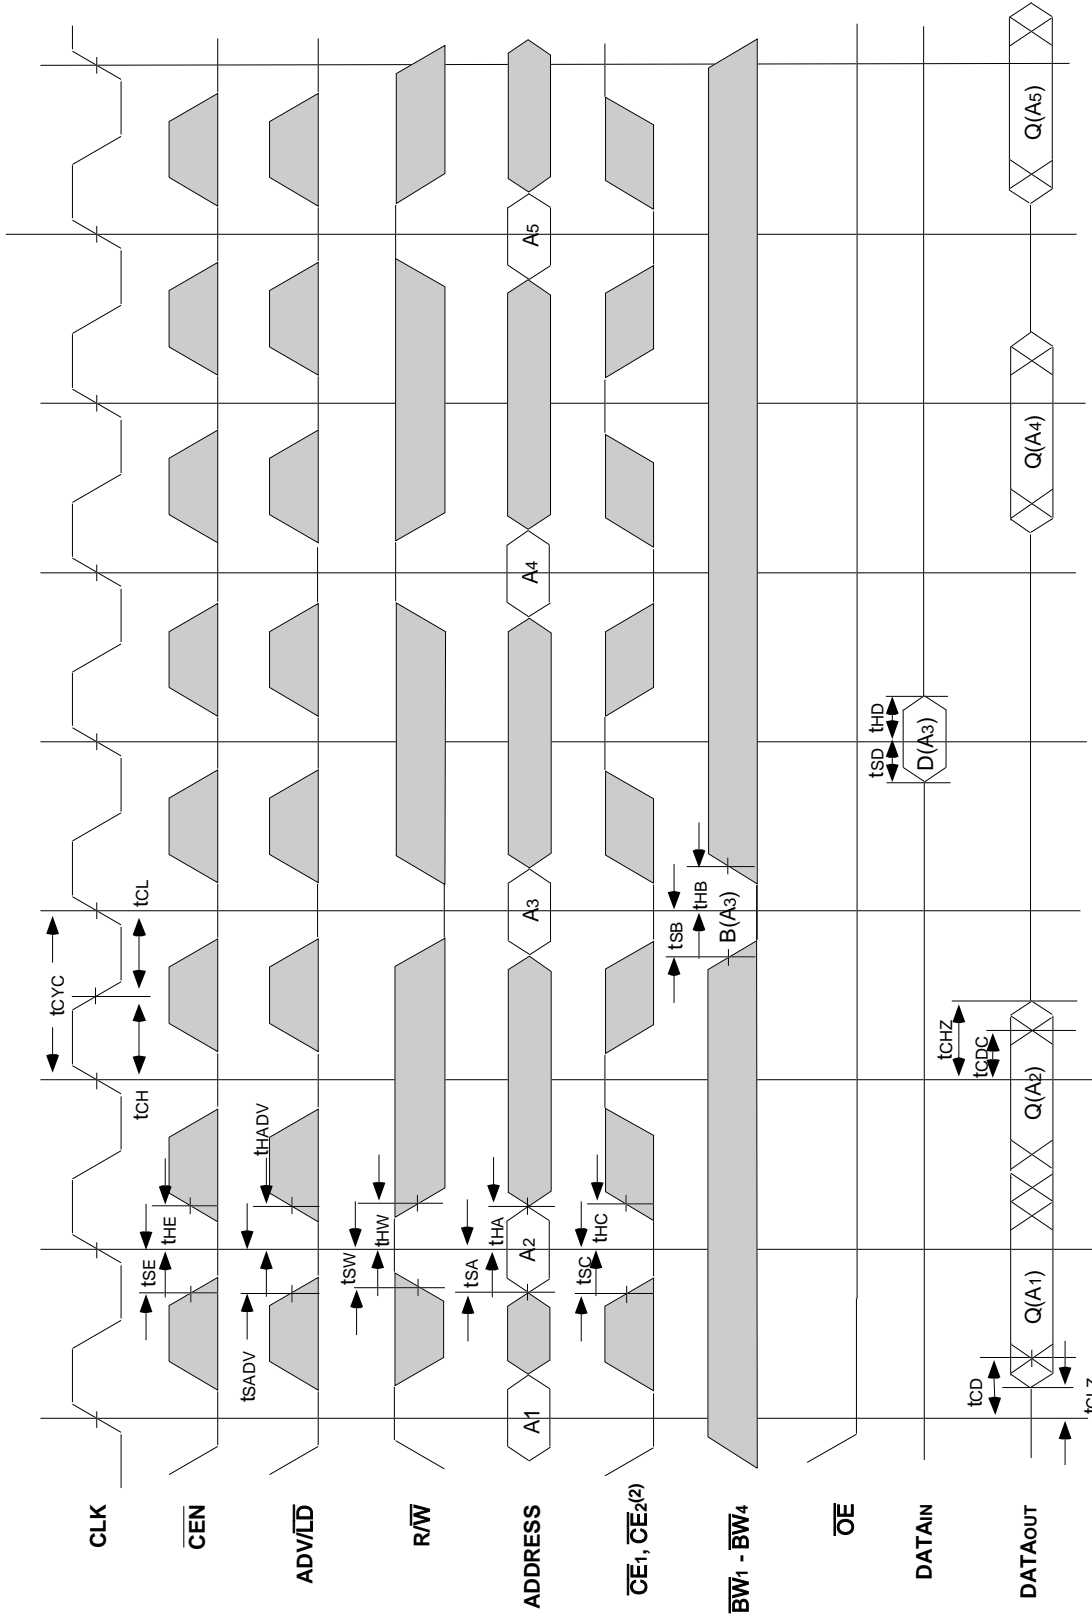 CLK
tCYC
tCH
tCL
CEN
tSE
tHE
ADV/LD
tSADV
tHADV
R/W
tSW
tHW
ADDRESS
A1
tSA
tHA
A2
A3
A4
A5
CE1, CE2(2)
tSC
tHC
BW1 - BW4
tSB
tHB
B(A3)
OE
DATAIN
tSD
tHD
D(A3)
DATAOUT
tCD
tCLZ
Q(A1)
tCHZ
tCDC
Q(A2)
Q(A4)
Q(A5)